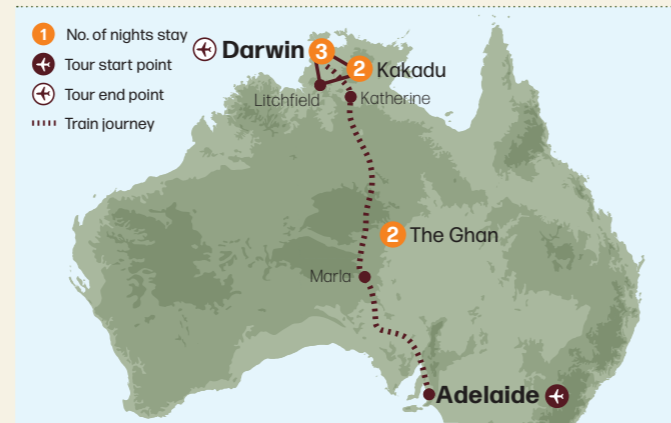 1 No. of nights stay
Tour start point
Tour end point
Train journey
Darwin 3
2 Kakadu
Litchfield
Katherine
2 The Ghan
Marla
Adelaide